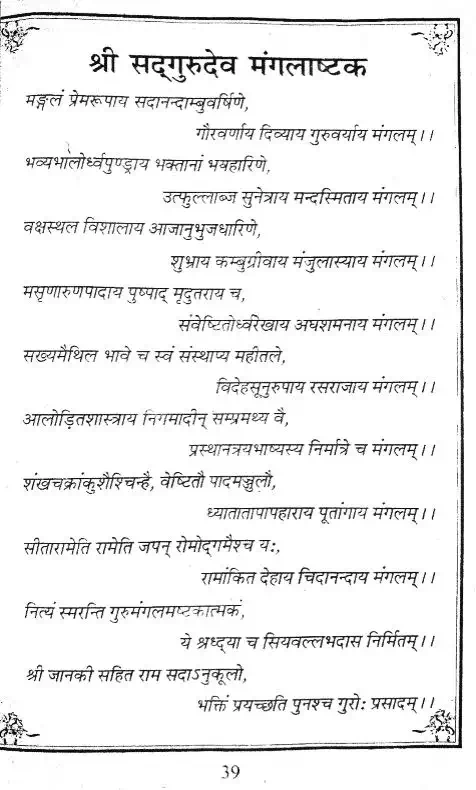 श्री सद्‌गुरुदेव मंगलाष्टक
मङ्गलं प्रेमरूपाय सदानन्दाम्बुवर्षिणे,
गौरवर्णाय दिव्याय गुरुवर्याय मंगलम्।।
भव्यभालोर्ध्वपुण्ड्राय भक्तानां भयहारिणे,
उत्फुल्लाब्ज सुनेत्राय मन्दस्मिताय मंगलम्।।
वक्षस्थल विशालाय आजानुभुजधारिणे,
शुभ्राय कम्बुग्रीवाय मंजुलास्याय मंगलम्।।
मसृणारुणपादाय पुष्पाद् मृदुतराय च,
संवेष्टितोर्ध्वरेखाय अघशमनाय मंगलम्।।
सख्यमैथिल भावे च स्वं संस्थाप्य महीतले,
विदेहसूनुरुपाय रसराजाय मंगलम्।।
आलोड़ितशास्त्राय निगमादीन् सम्प्रमथ्य वै,
प्रस्थानत्रयभाष्यस्य निर्मात्रे च मंगलम्।।
शंखचक्रांकुशैश्चिन्है, वेष्टितौ पादमञ्जुलौ,
ध्यातातापापहाराय पूतांगाय मंगलम्।।
सीतारामेति रामेति जपन् रोमोद्‌गमैश्च यः,
रामांकित देहाय चिदानन्दाय मंगलम्।।
नित्यं स्मरन्ति गुरुमंगलमष्टकात्मकं,
ये श्रध्द्या च सियवल्लभदास निर्मितम्।।
श्री जानकी सहित राम सदाऽनुकूलो,
भक्तिं प्रयच्छति पुनश्च गुरोः प्रसादम्।।
39